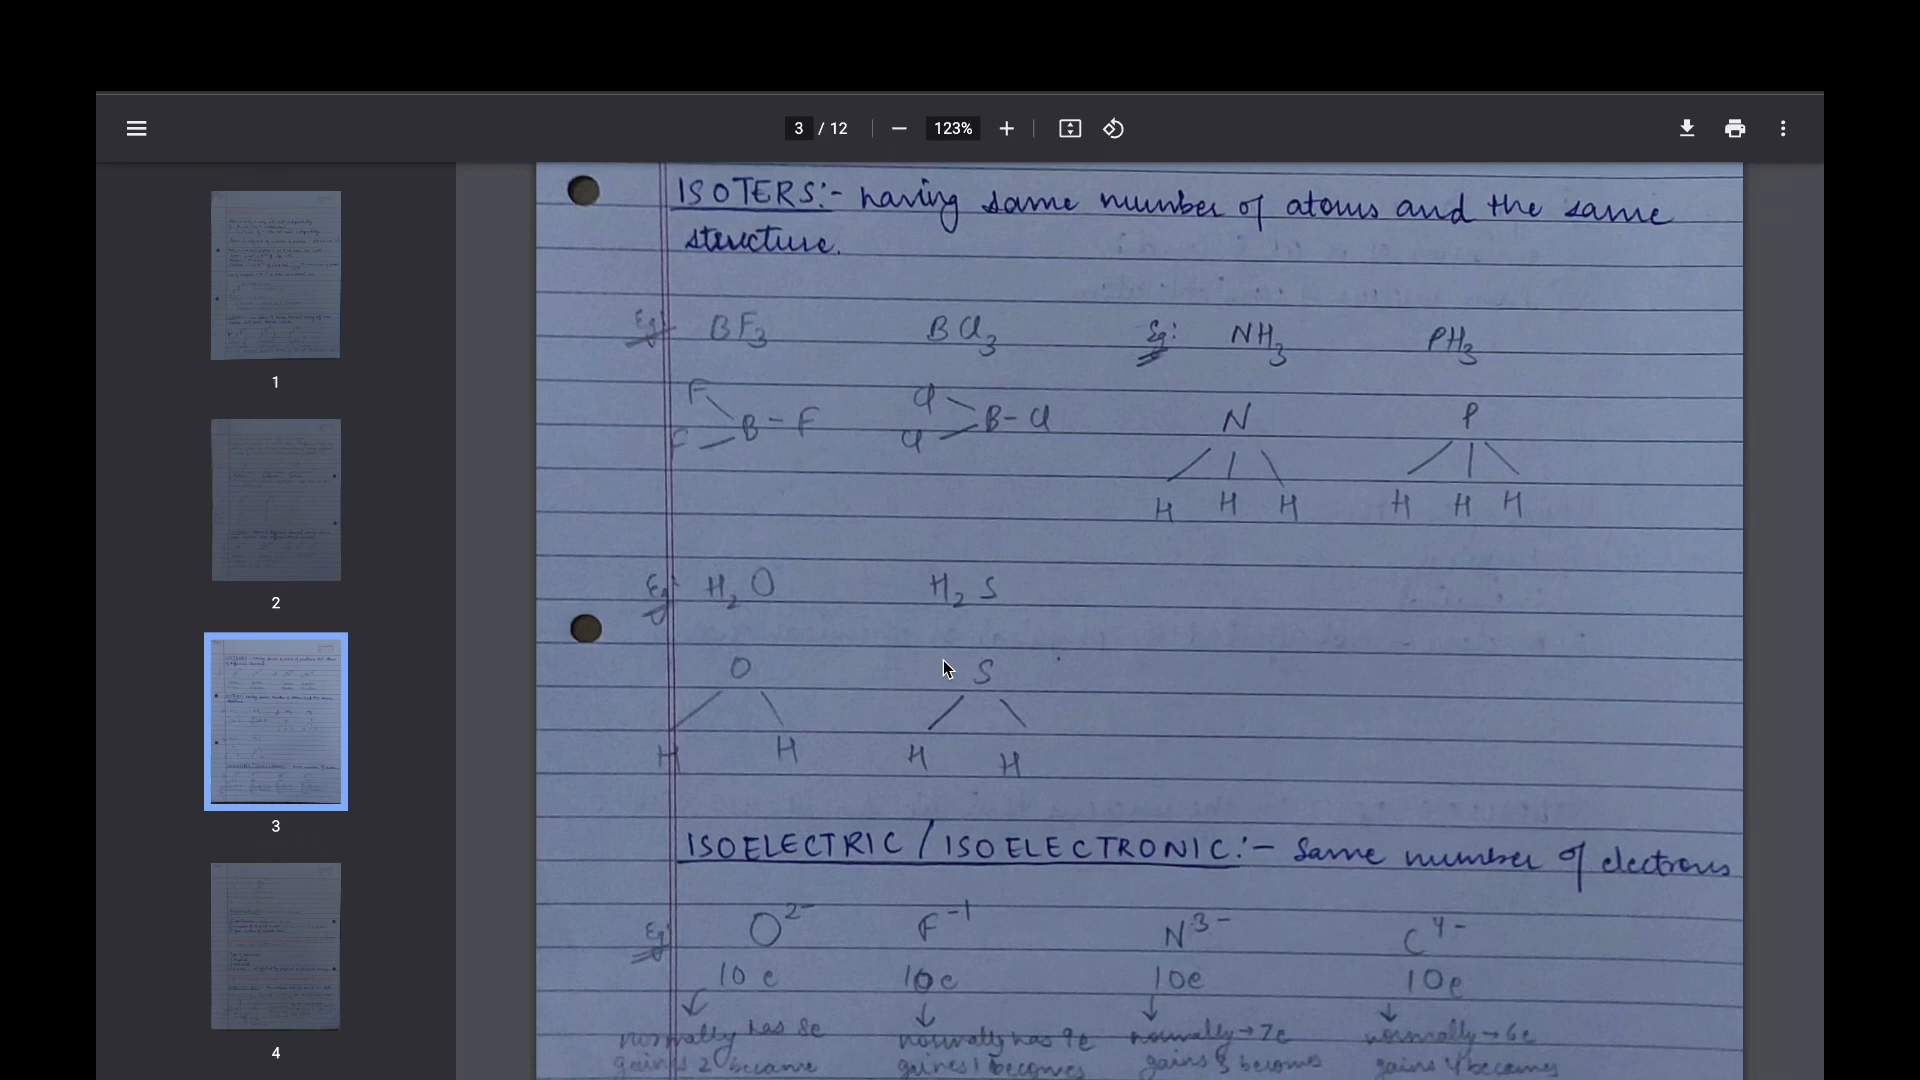 3 / 12 123%
ISOTERS:- having same number of atoms and the same
structure.
Eg: BF3 BCl3 Eg: NH3 PH3
F Cl
B-F B-Cl N P
F Cl
H H H H H H
Eg: H2O H2S
O S
H H H H
ISOELECTRIC / ISOELECTRONIC:- Same number of electrons
Eg: O2- F-1 N3- C4-
10 e 10e 10e 10e
normally has 8e normally has 9e normally → 7e normally → 6e
gains 2 became gaines 1 becomes gains 3 becomes gains 4 becomes
1
2
3
4